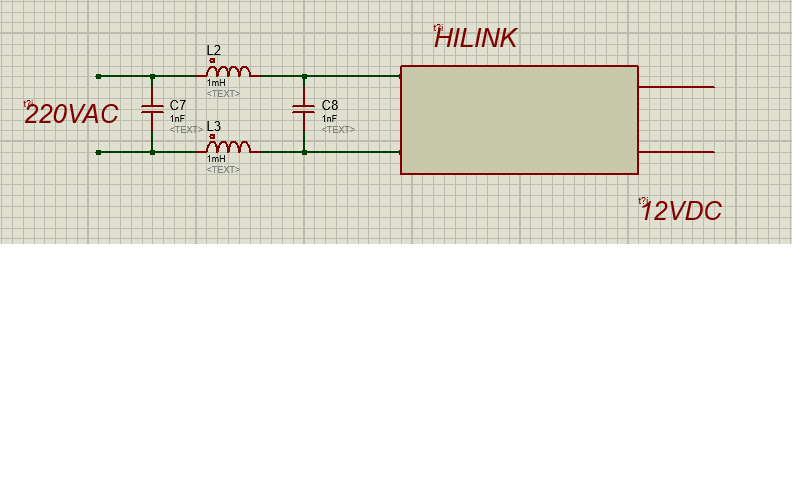 HILINK
L2
1mH
<TEXT>
220VAC
C7
1nF
<TEXT>
L3
1mH
<TEXT>
C8
1nF
<TEXT>
12VDC